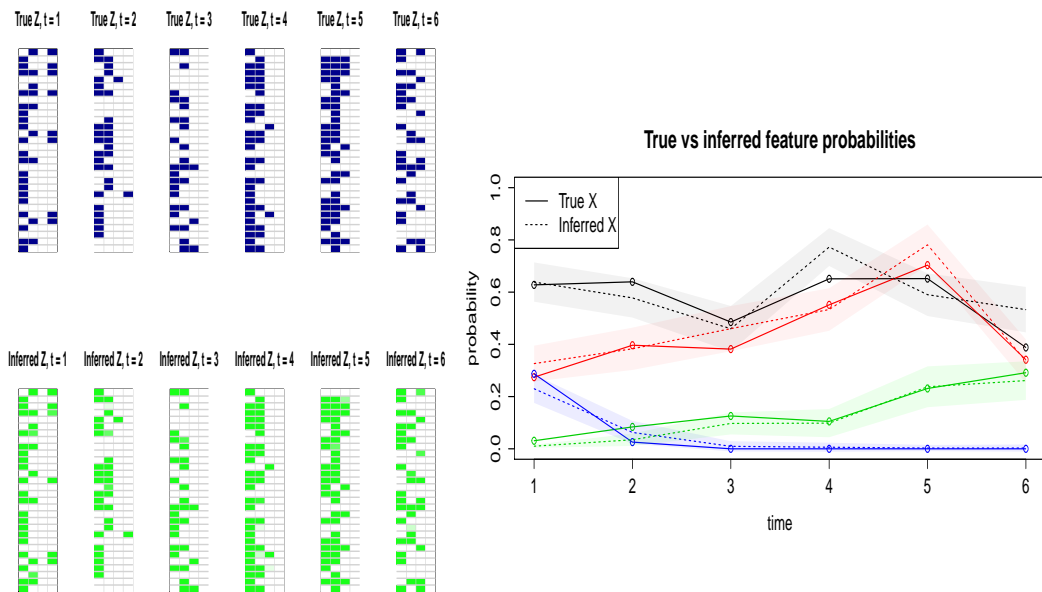 True Z, t = 1
True Z, t = 2
True Z, t = 3
True Z, t = 4
True Z, t = 5
True Z, t = 6
Inferred Z, t = 1
Inferred Z, t = 2
Inferred Z, t = 3
Inferred Z, t = 4
Inferred Z, t = 5
Inferred Z, t = 6
True vs inferred feature probabilities
True X
Inferred X
probability
1.0
0.8
0.6
0.4
0.2
0.0
1 2 3 4 5 6
time